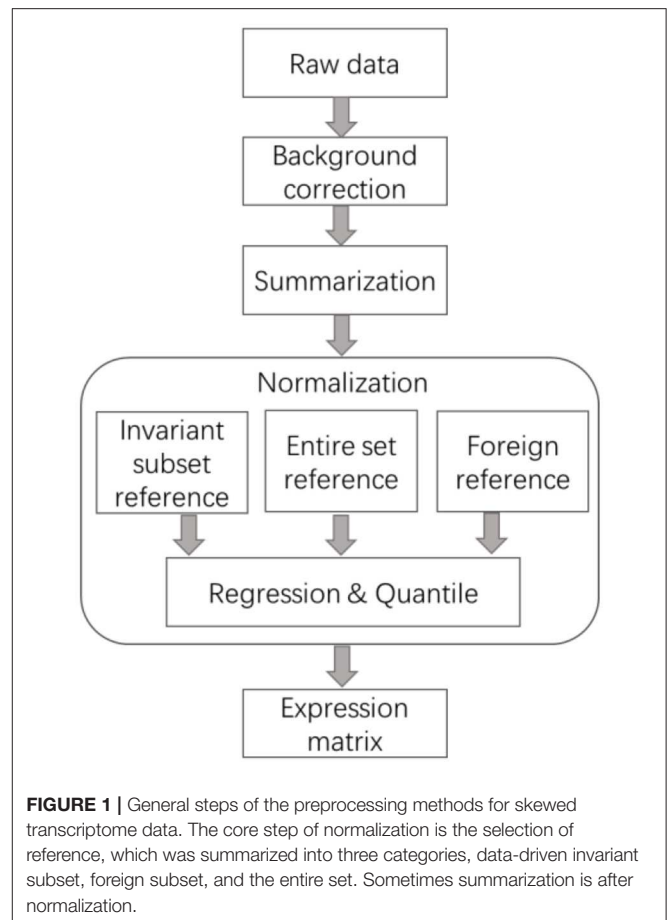 Raw data
Background
correction
Summarization
Normalization
Invariant
subset
reference
Entire set
reference
Foreign
reference
Regression & Quantile
Expression
matrix
FIGURE 1 | General steps of the preprocessing methods for skewed
transcriptome data. The core step of normalization is the selection of
reference, which was summarized into three categories, data-driven invariant
subset, foreign subset, and the entire set. Sometimes summarization is after
normalization.